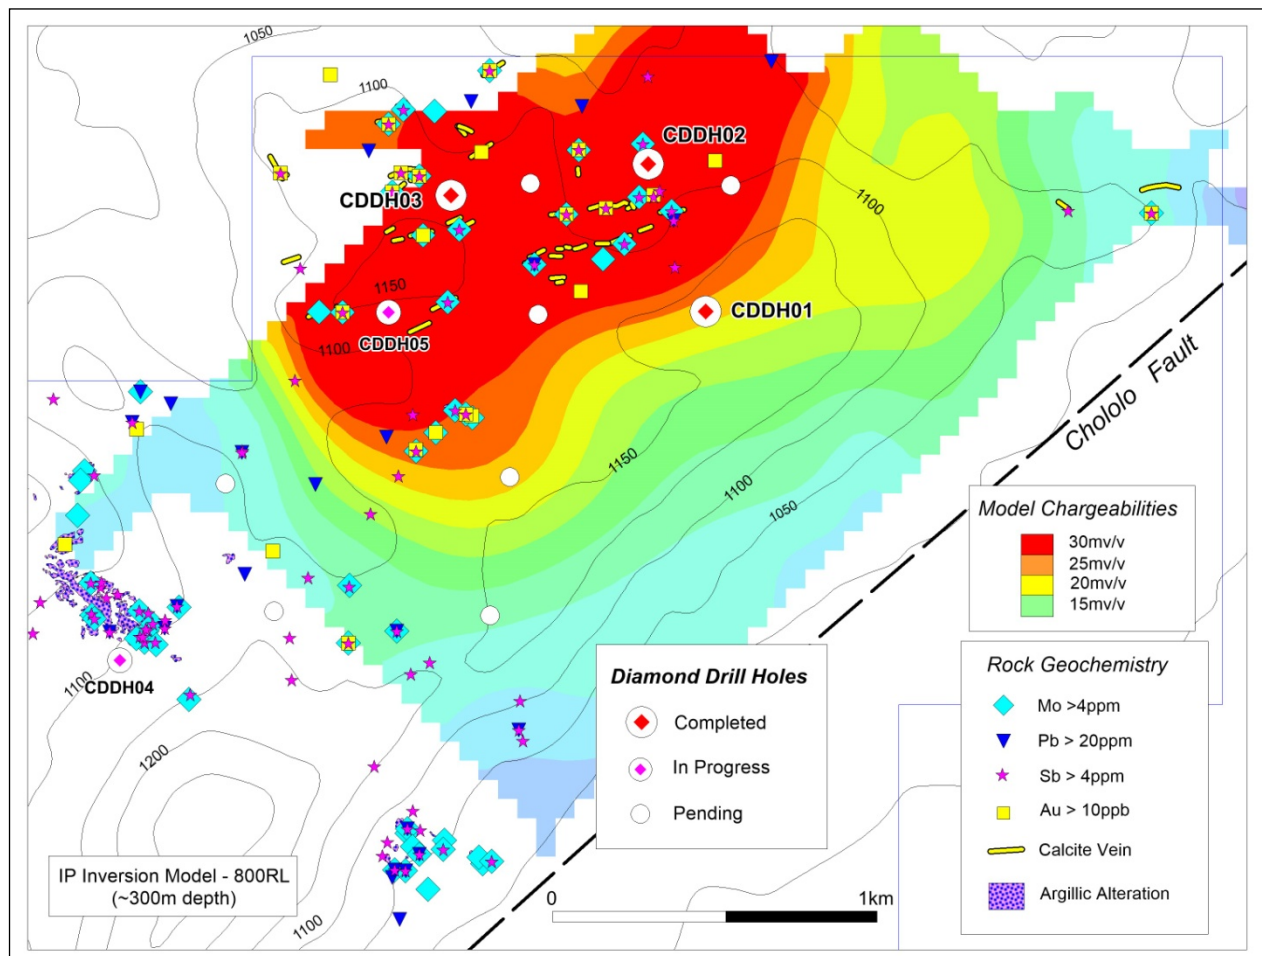 1050
1100
CDDH02
CDDH03
1100
1150
CDDH01
1100
CDDH05
Chololo Fault
1150
1100
1050
1000
Model Chargeabilities
30mv/v
25mv/v
20mv/v
15mv/v
1100
CDDH04
1200
1100
Diamond Drill Holes
Completed
In Progress
Pending
Rock Geochemistry
Mo >4ppm
Pb > 20ppm
Sb > 4ppm
Au > 10ppb
Calcite Vein
Argillic Alteration
IP Inversion Model - 800RL
(~300m depth)
0
1km